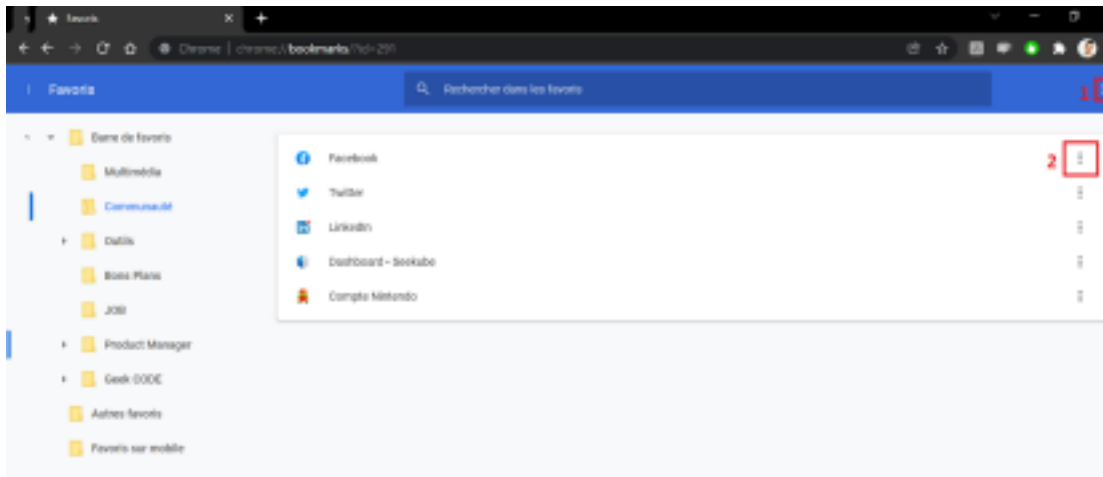 Favoris
Chrome | chrome://bookmarks/?id=291
Favoris
Rechercher dans les favoris
1
Barre de favoris
Multimédia
Communauté
Outils
Bons Plans
JOB
Product Manager
Geek CODE
Autres favoris
Favoris sur mobile
Facebook
2
Twitter
LinkedIn
Dashboard - Seekube
Compte Nintendo